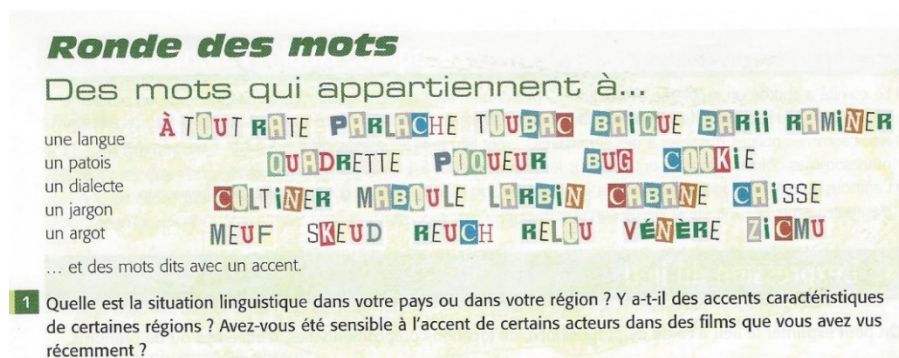 Ronde des mots
Des mots qui appartiennent à...
une langue
un patois
un dialecte
un jargon
un argot
À TOUT RATE PARLACHE TOUBAC BAIQUE BARII RAMINER
QUADRETTE POQUEUR BUG COOKIE
COLTINER MABOULE LARBIN CABANE CAISSE
MEUF SKEUD REUCH RELOU VÉNÈRE ZICMU
... et des mots dits avec un accent.
1 Quelle est la situation linguistique dans votre pays ou dans votre région ? Y a-t-il des accents caractéristiques
de certaines régions ? Avez-vous été sensible à l'accent de certains acteurs dans des films que vous avez vus
récemment ?